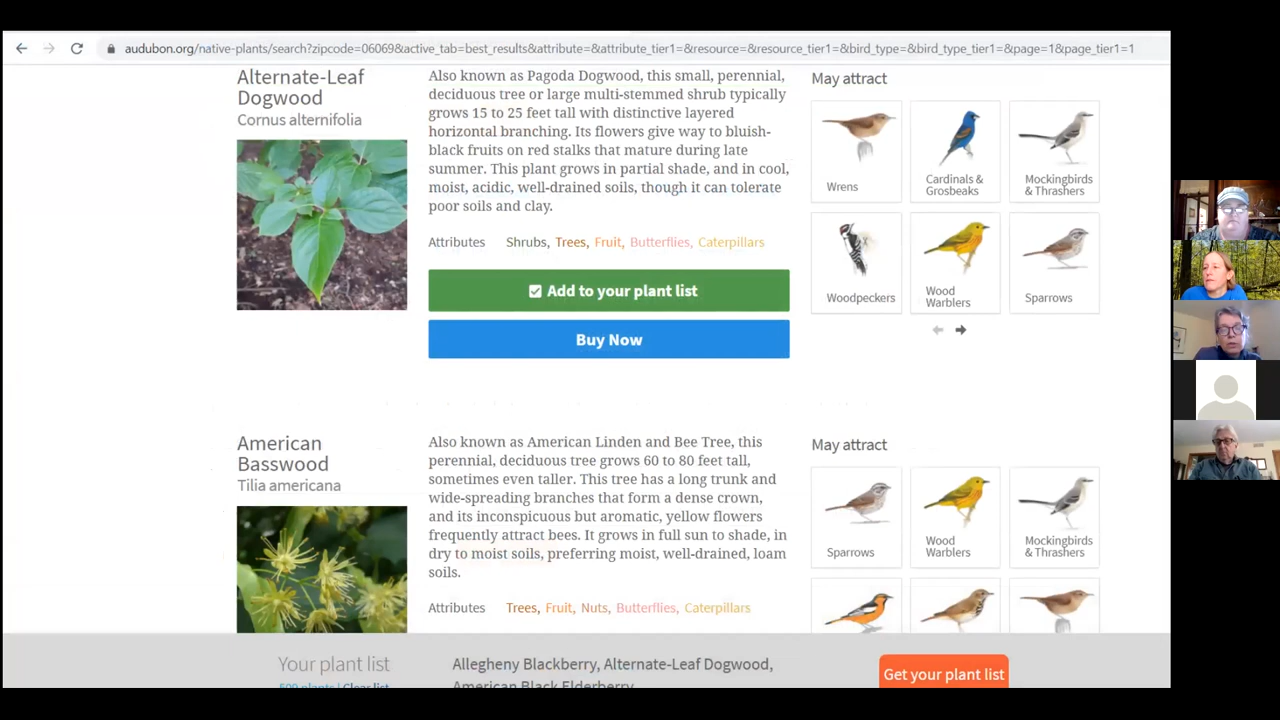 audubon.org/native-plants/search?zipcode=06069&active_tab=best_results&attribute=&attribute_tier1=&resource=&resource_tier1=&bird_type=&bird_type_tier1=&page=1&page_tier1=1
Alternate-Leaf
Dogwood
Cornus alternifolia
Also known as Pagoda Dogwood, this small, perennial,
deciduous tree or large multi-stemmed shrub typically
grows 15 to 25 feet tall with distinctive layered
horizontal branching. Its flowers give way to bluish-
black fruits on red stalks that mature during late
summer. This plant grows in partial shade, and in cool,
moist, acidic, well-drained soils, though it can tolerate
poor soils and clay.
Attributes Shrubs, Trees, Fruit, Butterflies, Caterpillars
Add to your plant list
Buy Now
May attract
Wrens
Cardinals &
Grosbeaks
Mockingbirds
& Thrashers
Woodpeckers
Wood
Warblers
Sparrows
American
Basswood
Tilia americana
Also known as American Linden and Bee Tree, this
perennial, deciduous tree grows 60 to 80 feet tall,
sometimes even taller. This tree has a long trunk and
wide-spreading branches that form a dense crown,
and its inconspicuous but aromatic, yellow flowers
frequently attract bees. It grows in full sun to shade, in
dry to moist soils, preferring moist, well-drained, loam
soils.
Attributes Trees, Fruit, Nuts, Butterflies, Caterpillars
May attract
Sparrows
Wood
Warblers
Mockingbirds
& Thrashers
Your plant list
509 plants | Clear list
Allegheny Blackberry, Alternate-Leaf Dogwood,
American Black Elderberry
Get your plant list